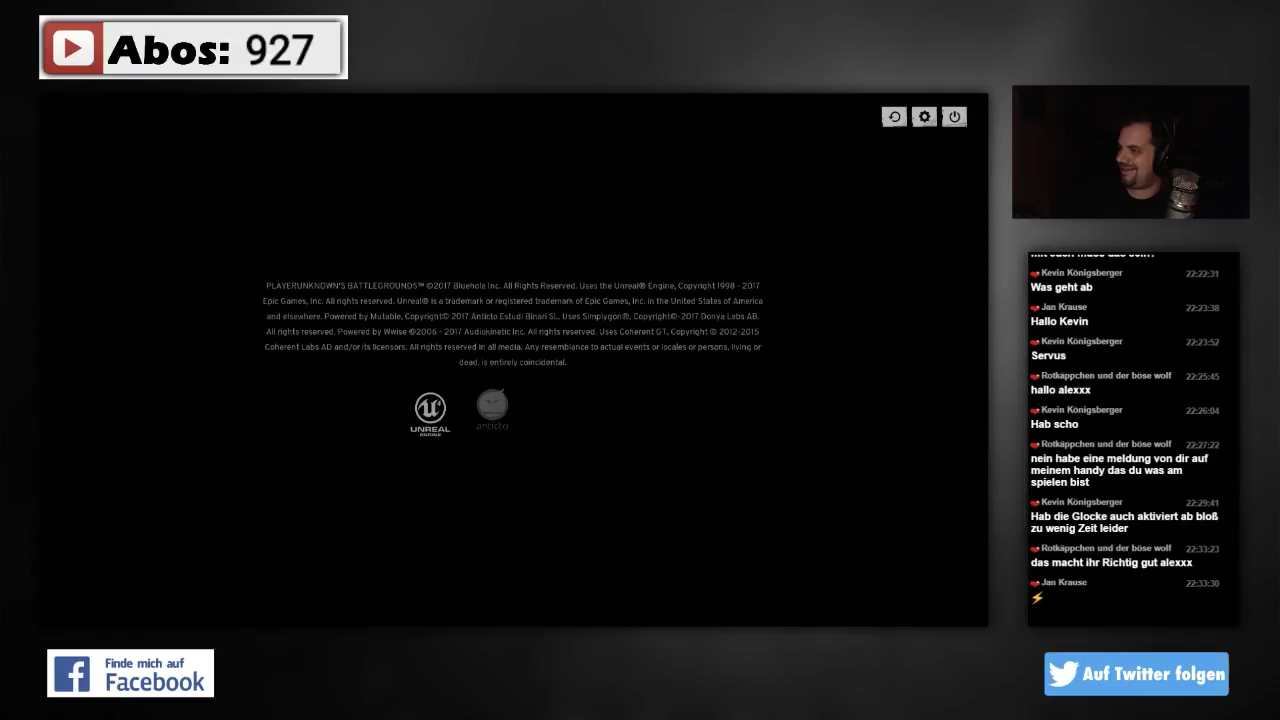 Abos: 927
PLAYERUNKNOWN'S BATTLEGROUNDS™ ©2017 Bluehole Inc. All Rights Reserved. Uses the Unreal® Engine, Copyright 1998 - 2017
Epic Games, Inc. All rights reserved. Unreal® is a trademark or registered trademark of Epic Games, Inc. in the United States of America
and elsewhere. Powered by Mutable, Copyright© 2017 Anticto Estudi Binari SL. Uses Simplygon®, Copyright©-2017 Donya Labs AB.
All rights reserved. Powered by Wwise ©2006 - 2017 Audiokinetic Inc. All rights reserved. Uses Coherent GT, Copyright © 2012-2015
Coherent Labs AD and/or its licensors. All rights reserved in all media. Any resemblance to actual events or locales or persons, living or
dead, is entirely coincidental.
UNREAL
ENGINE
anticto
Kevin Königsberger 22:22:31
Was geht ab
Jan Krause 22:23:38
Hallo Kevin
Kevin Königsberger 22:23:52
Servus
Rotkäppchen und der böse wolf 22:25:45
hallo alexxx
Kevin Königsberger 22:26:04
Hab scho
Rotkäppchen und der böse wolf 22:27:22
nein habe eine meldung von dir auf
meinem handy das du was am
spielen bist
Kevin Königsberger 22:29:41
Hab die Glocke auch aktiviert ab bloß
zu wenig Zeit leider
Rotkäppchen und der böse wolf 22:33:23
das macht ihr Richtig gut alexxx
Jan Krause 22:33:30
⚡
Finde mich auf
Facebook
Auf Twitter folgen